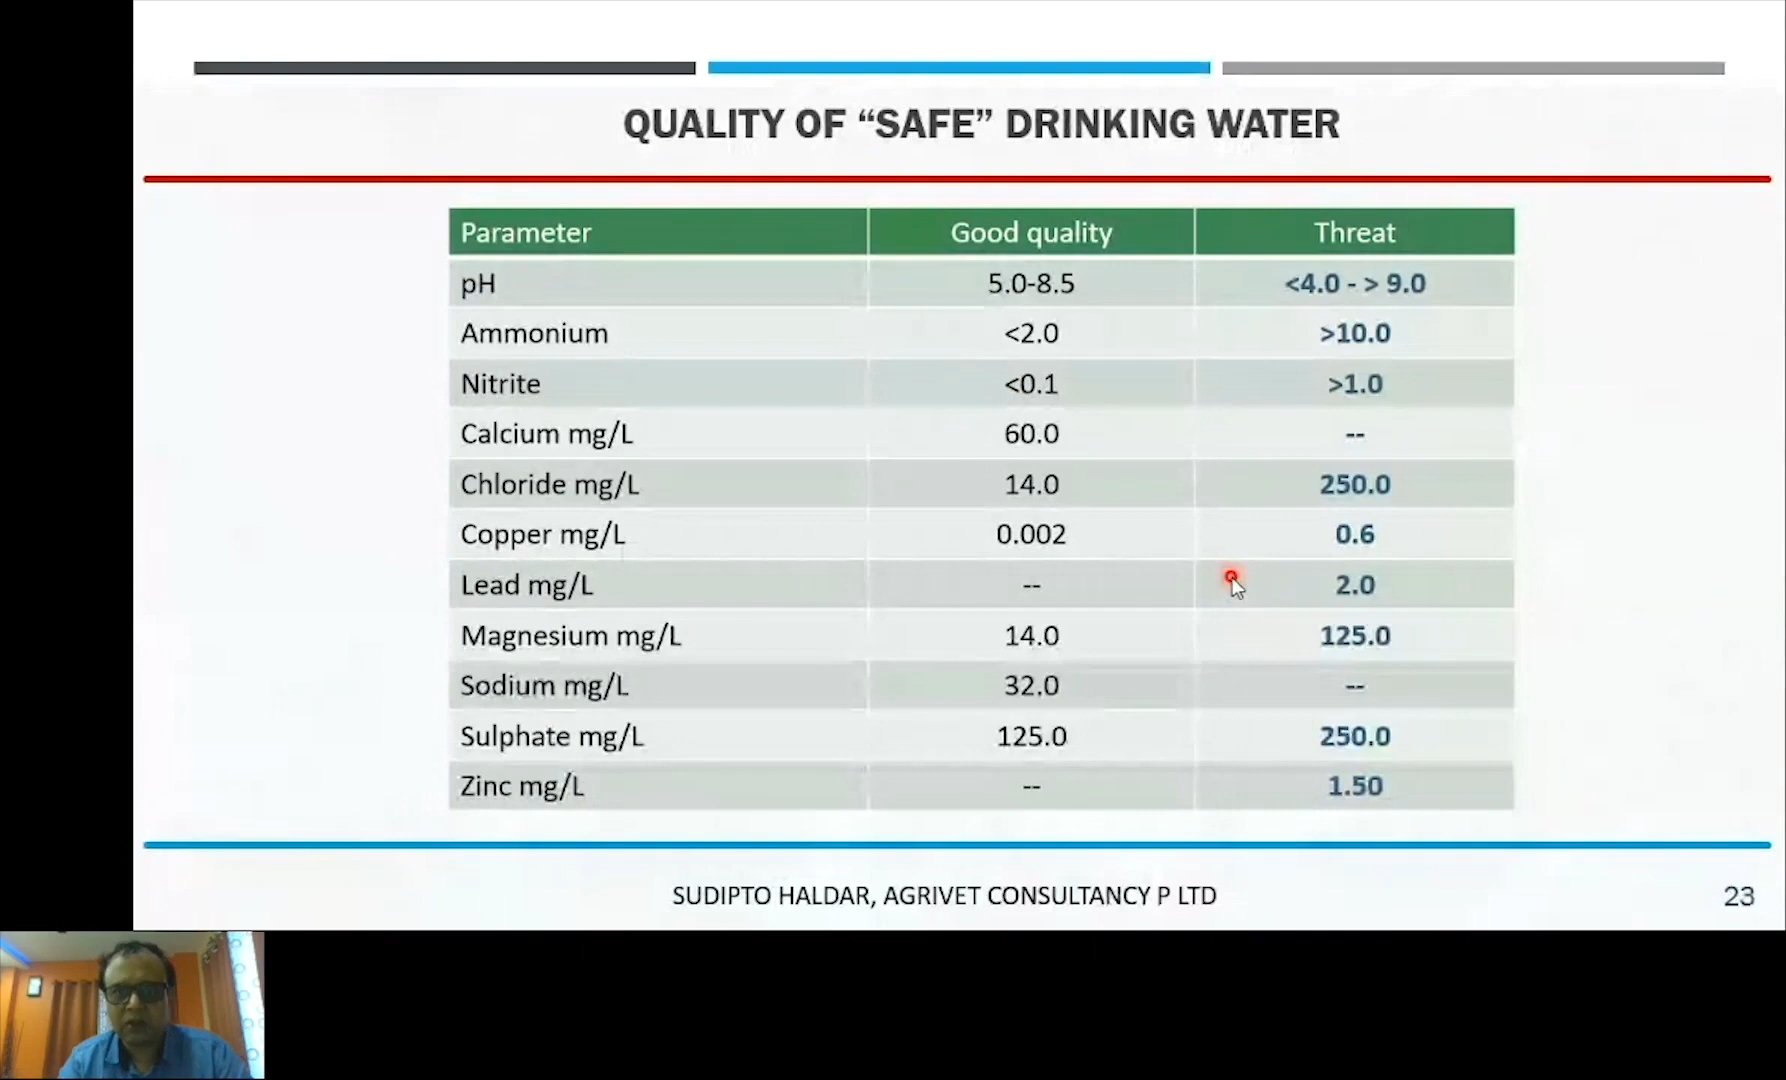 QUALITY OF “SAFE” DRINKING WATER
Parameter Good quality Threat
pH 5.0-8.5 <4.0 - > 9.0
Ammonium <2.0 >10.0
Nitrite <0.1 >1.0
Calcium mg/L 60.0 --
Chloride mg/L 14.0 250.0
Copper mg/L 0.002 0.6
Lead mg/L -- 2.0
Magnesium mg/L 14.0 125.0
Sodium mg/L 32.0 --
Sulphate mg/L 125.0 250.0
Zinc mg/L -- 1.50
SUDIPTO HALDAR, AGRIVET CONSULTANCY P LTD 23